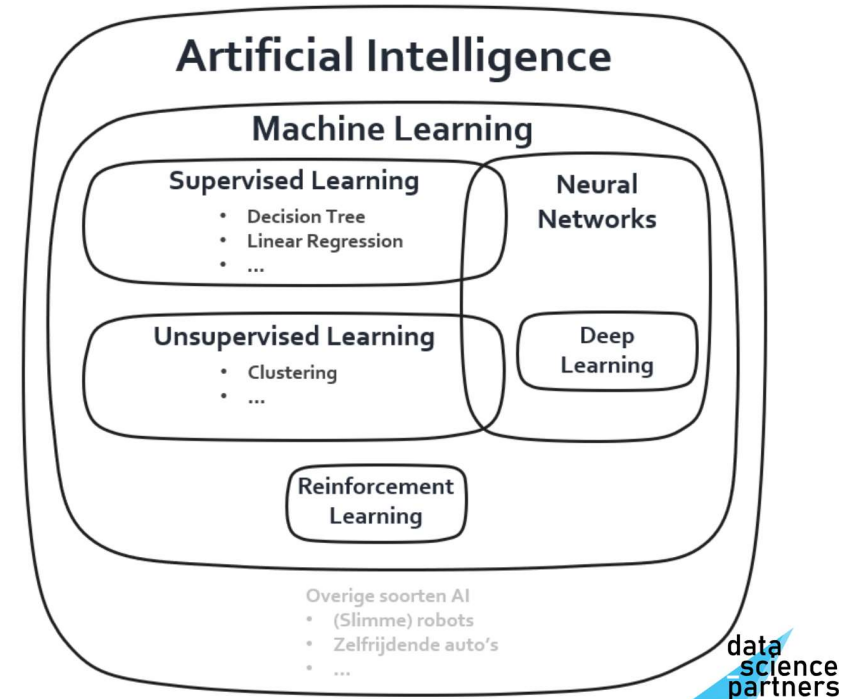 Artificial Intelligence
Machine Learning
Supervised Learning
• Decision Tree
• Linear Regression
• ...
Neural
Networks
Unsupervised Learning
• Clustering
• ...
Deep
Learning
Reinforcement
Learning
Overige soorten AI
• (Slimme) robots
• Zelfrijdende auto's
• ...
data
_science
partners